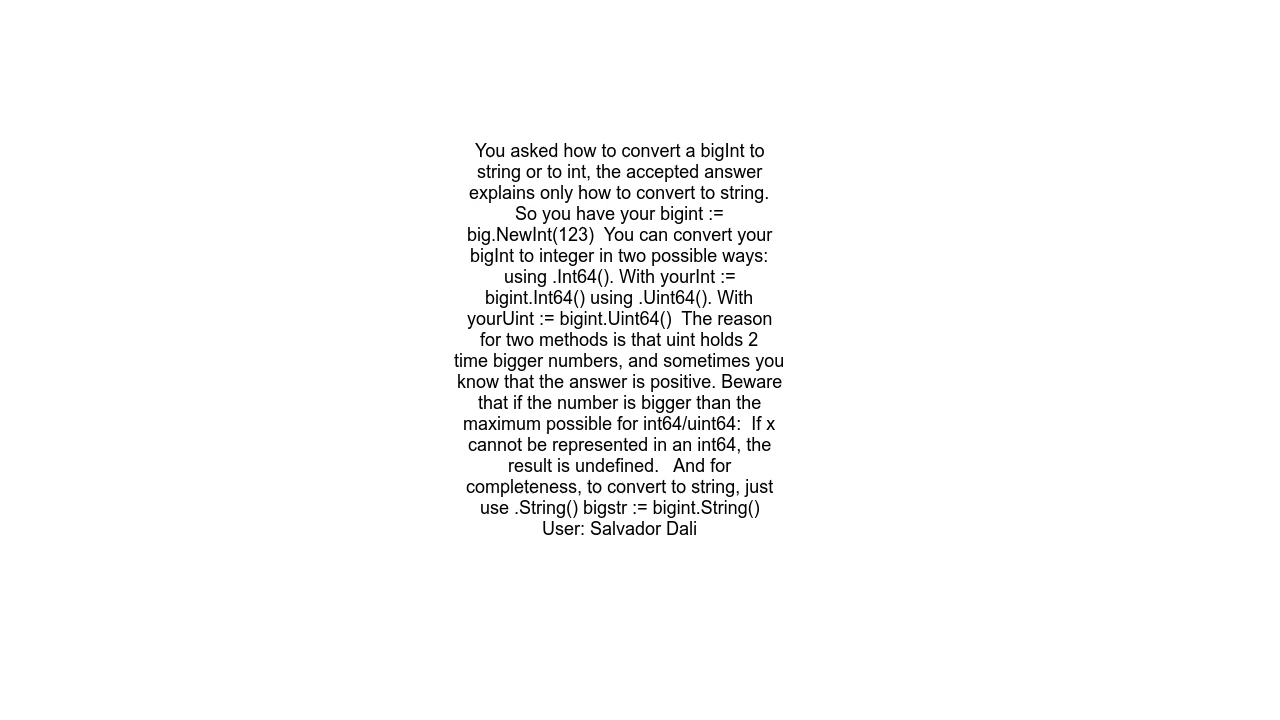 You asked how to convert a bigInt to
string or to int, the accepted answer
explains only how to convert to string.
So you have your bigint :=
big.NewInt(123)  You can convert your
bigInt to integer in two possible ways:
using .Int64(). With yourInt :=
bigint.Int64() using .Uint64(). With
yourUint := bigint.Uint64()  The reason
for two methods is that uint holds 2
time bigger numbers, and sometimes you
know that the answer is positive. Beware
that if the number is bigger than the
maximum possible for int64/uint64:  If x
cannot be represented in an int64, the
result is undefined.   And for
completeness, to convert to string, just
use .String() bigstr := bigint.String()
User: Salvador Dali